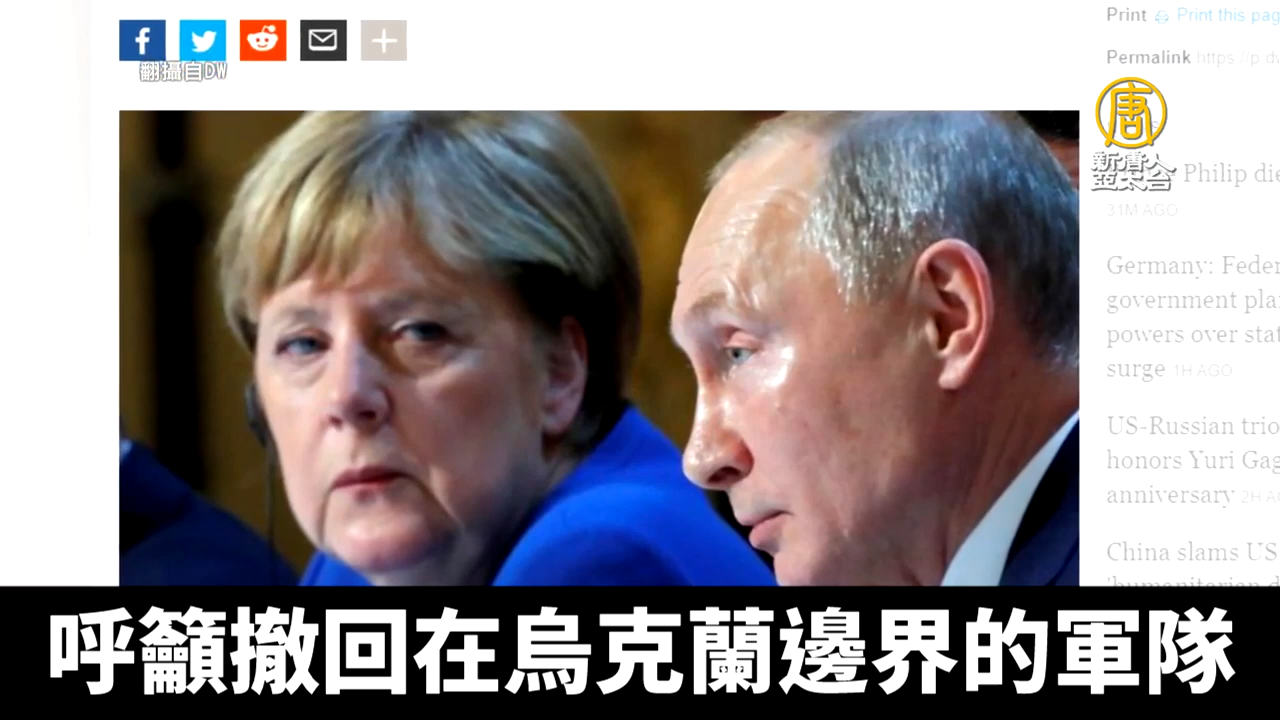 Print Print this pag
翻攝自DW
Permalink https://p.dw
唐
新唐人
亞太台
Philip die
31M AGO
Germany: Feder
government pla
powers over stat
surge 1H AGO
US-Russian trio
honors Yuri Gag
anniversary 2H A
China slams US
呼籲撤回在烏克蘭邊界的軍隊